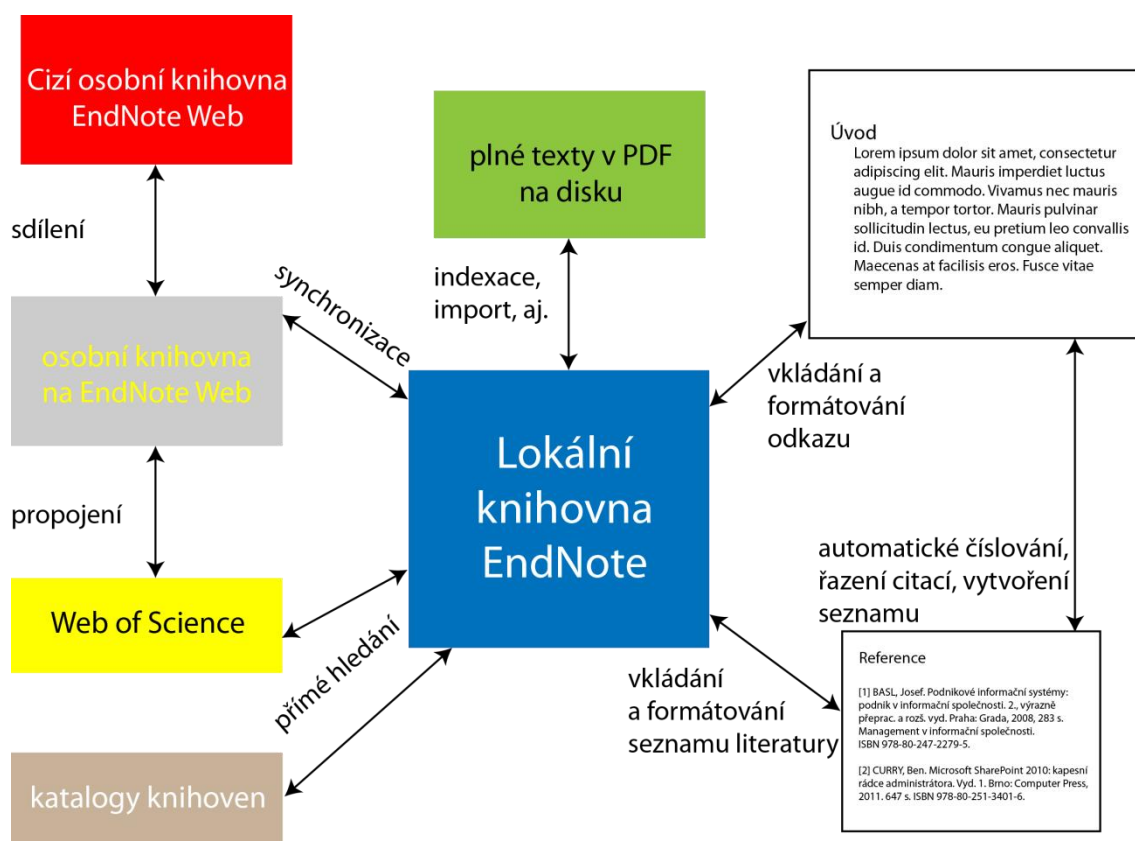 Cizí osobní knihovna
EndNote Web
sdílení
osobní knihovna
na EndNote Web
propojení
Web of Science
katalogy knihoven
synchronizace
přímé hledání
plné texty v PDF
na disku
indexace,
import, aj.
Lokální
knihovna
EndNote
vkládání a
formátování
odkazu
vkládání
a formátování
seznamu literatury
Úvod
Lorem ipsum dolor sit amet, consectetur
adipiscing elit. Mauris imperdiet luctus
augue id commodo. Vivamus nec mauris
nibh, a tempor tortor. Mauris pulvinar
sollicitudin lectus, eu pretium leo convallis
id. Duis condimentum congue aliquet.
Maecenas at facilisis eros. Fusce vitae
semper diam.
automatické číslování,
řazení citací, vytvoření
seznamu
Reference
[1] BASL, Josef. Podnikové informační systémy:
podnik v informační společnosti. 2., výrazně
přeprac. a rozš. vyd. Praha: Grada, 2008, 283 s.
Management v informační společnosti.
ISBN 978-80-247-2279-5.
[2] CURRY, Ben. Microsoft SharePoint 2010: kapesní
rádce administrátora. Vyd. 1. Brno: Computer Press,
2011. 647 s. ISBN 978-80-251-3401-6.